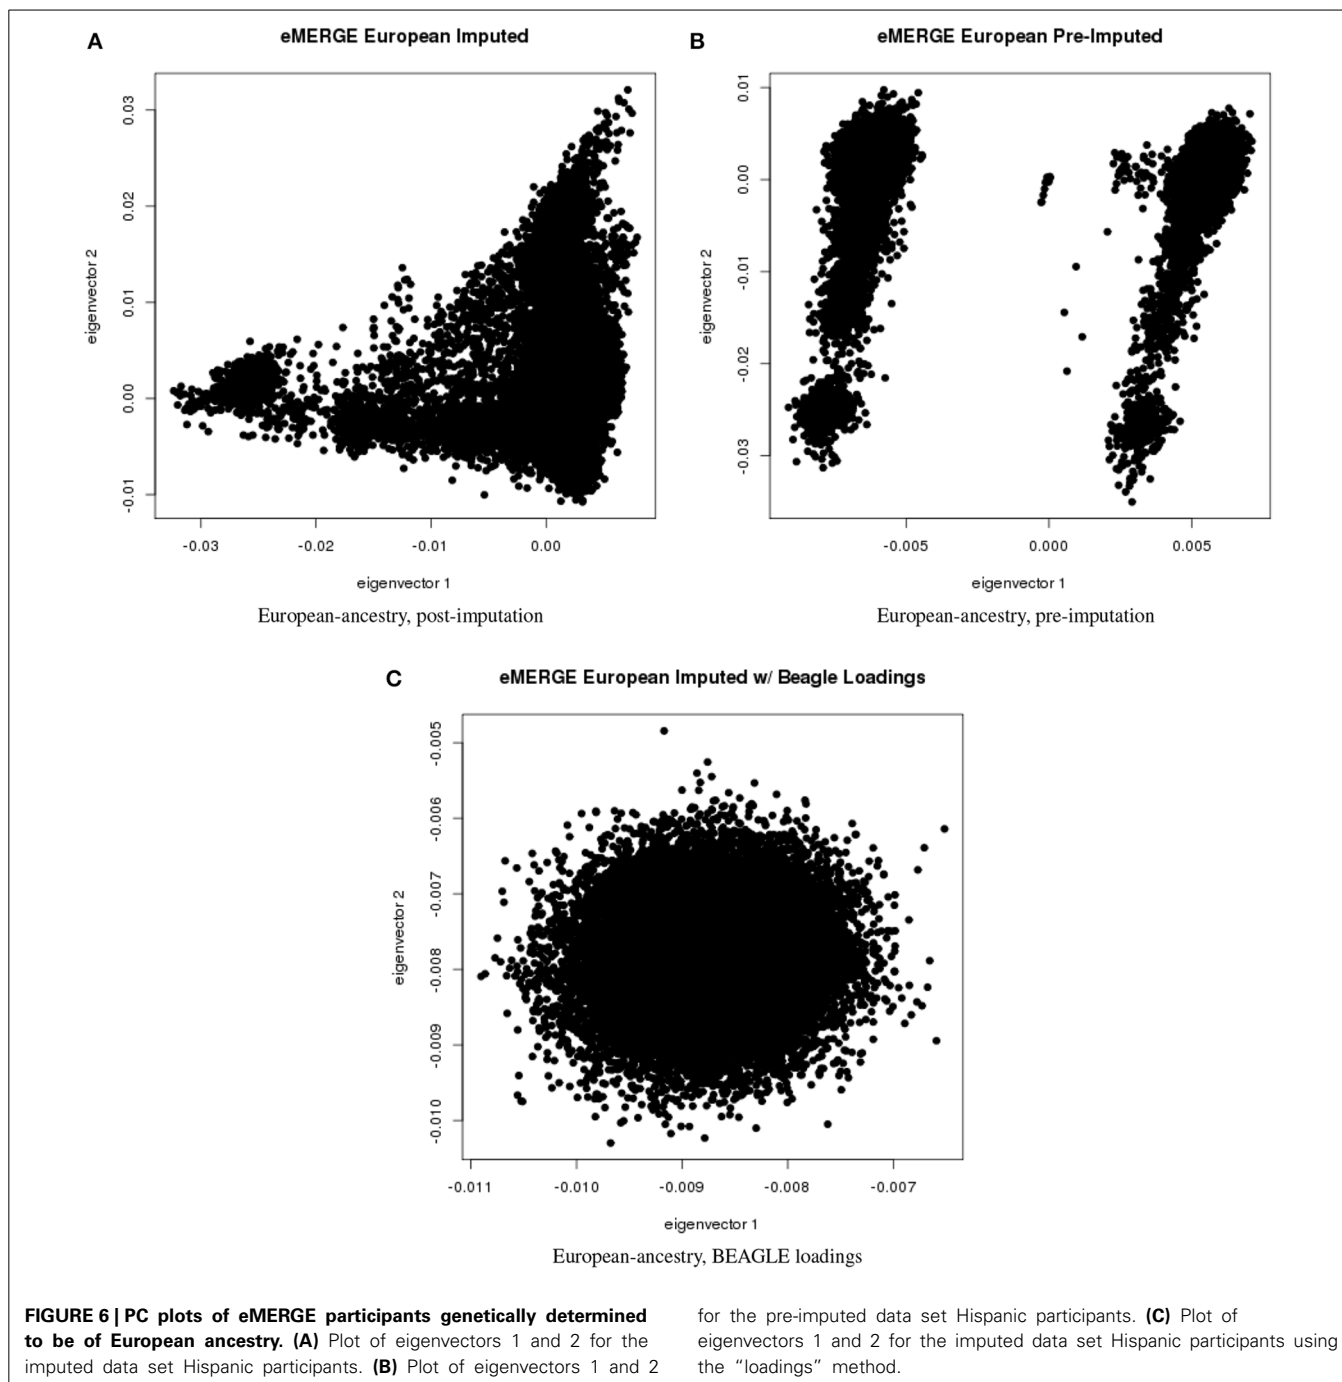 A
eMERGE European Imputed
0.03
0.02
0.01
0.00
-0.01
eigenvector 2
-0.03
-0.02
-0.01
0.00
eigenvector 1
European-ancestry, post-imputation
B
eMERGE European Pre-Imputed
0.01
0.00
-0.01
-0.02
-0.03
eigenvector 2
-0.005
0.000
0.005
eigenvector 1
European-ancestry, pre-imputation
C
eMERGE European Imputed w/ Beagle Loadings
-0.005
-0.006
-0.007
-0.008
-0.009
-0.010
eigenvector 2
-0.011
-0.010
-0.009
-0.008
-0.007
eigenvector 1
European-ancestry, BEAGLE loadings
FIGURE 6 | PC plots of eMERGE participants genetically determined
to be of European ancestry. (A) Plot of eigenvectors 1 and 2 for the
imputed data set Hispanic participants. (B) Plot of eigenvectors 1 and 2
for the pre-imputed data set Hispanic participants. (C) Plot of
eigenvectors 1 and 2 for the imputed data set Hispanic participants using
the “loadings” method.